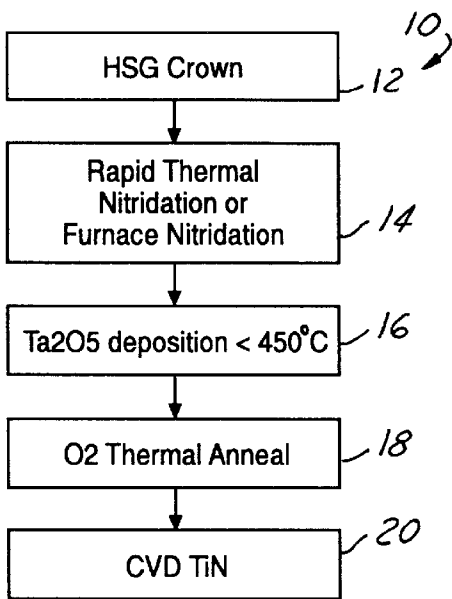 10
HSG Crown
12
Rapid Thermal
Nitridation or
Furnace Nitridation
14
Ta2O5 deposition < 450°C
16
O2 Thermal Anneal
18
CVD TiN
20